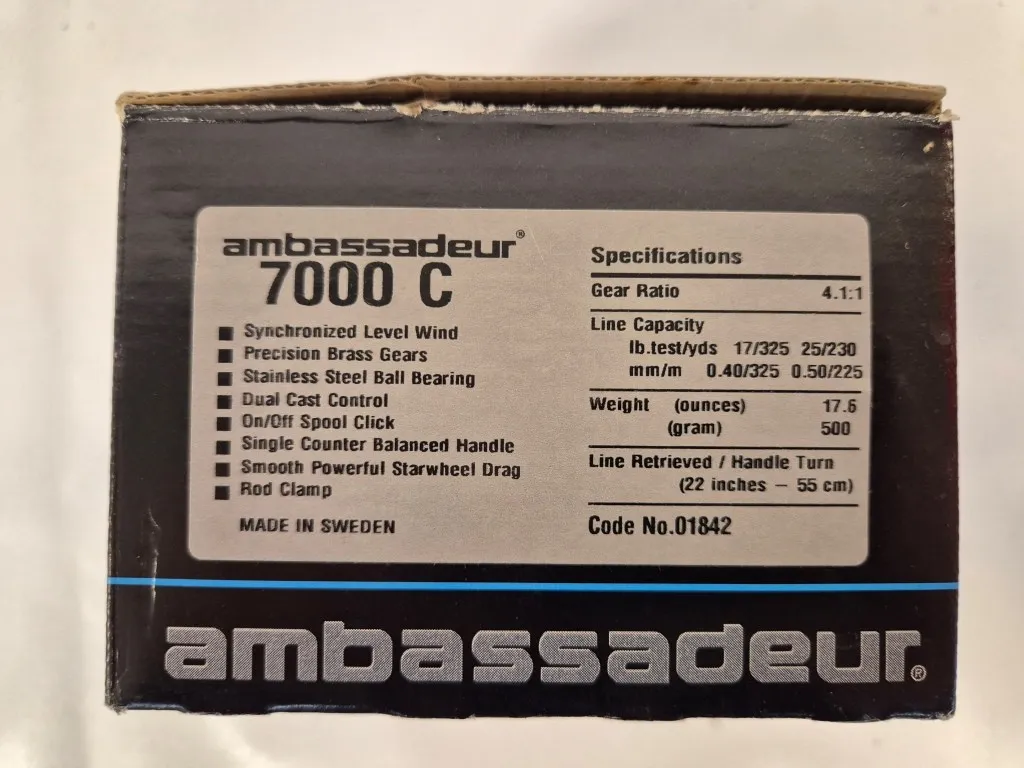 ambassadeur®
7000 C
Synchronized Level Wind
Precision Brass Gears
Stainless Steel Ball Bearing
Dual Cast Control
On/Off Spool Click
Single Counter Balanced Handle
Smooth Powerful Starwheel Drag
Rod Clamp
MADE IN SWEDEN
Specifications
Gear Ratio 4.1:1
Line Capacity
lb.test/yds 17/325 25/230
mm/m 0.40/325 0.50/225
Weight (ounces) 17.6
(gram) 500
Line Retrieved / Handle Turn
(22 inches – 55 cm)
Code No.01842
ambassadeur®